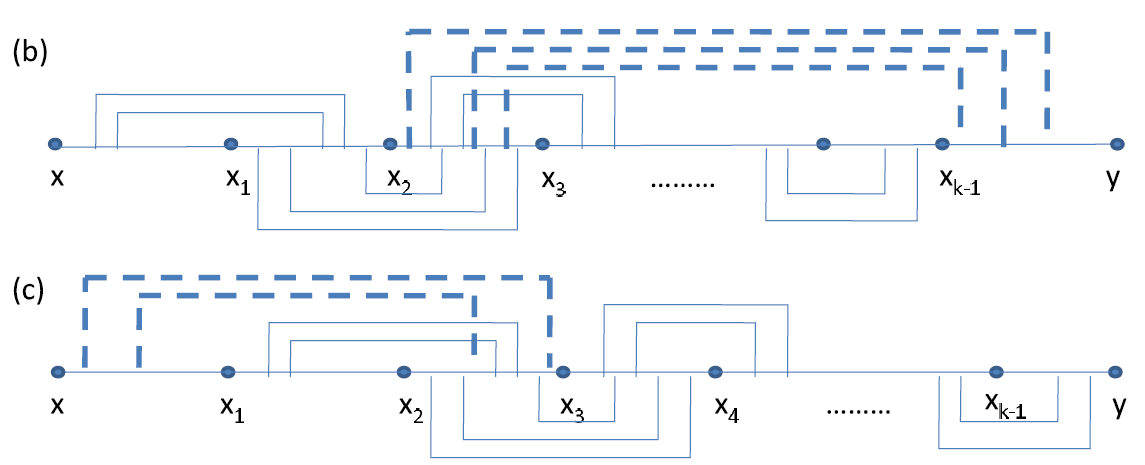 (b)
x x₁ x₂ x₃ ......... xₖ₋₁ y
(c)
x x₁ x₂ x₃ x₄ ......... xₖ₋₁ y